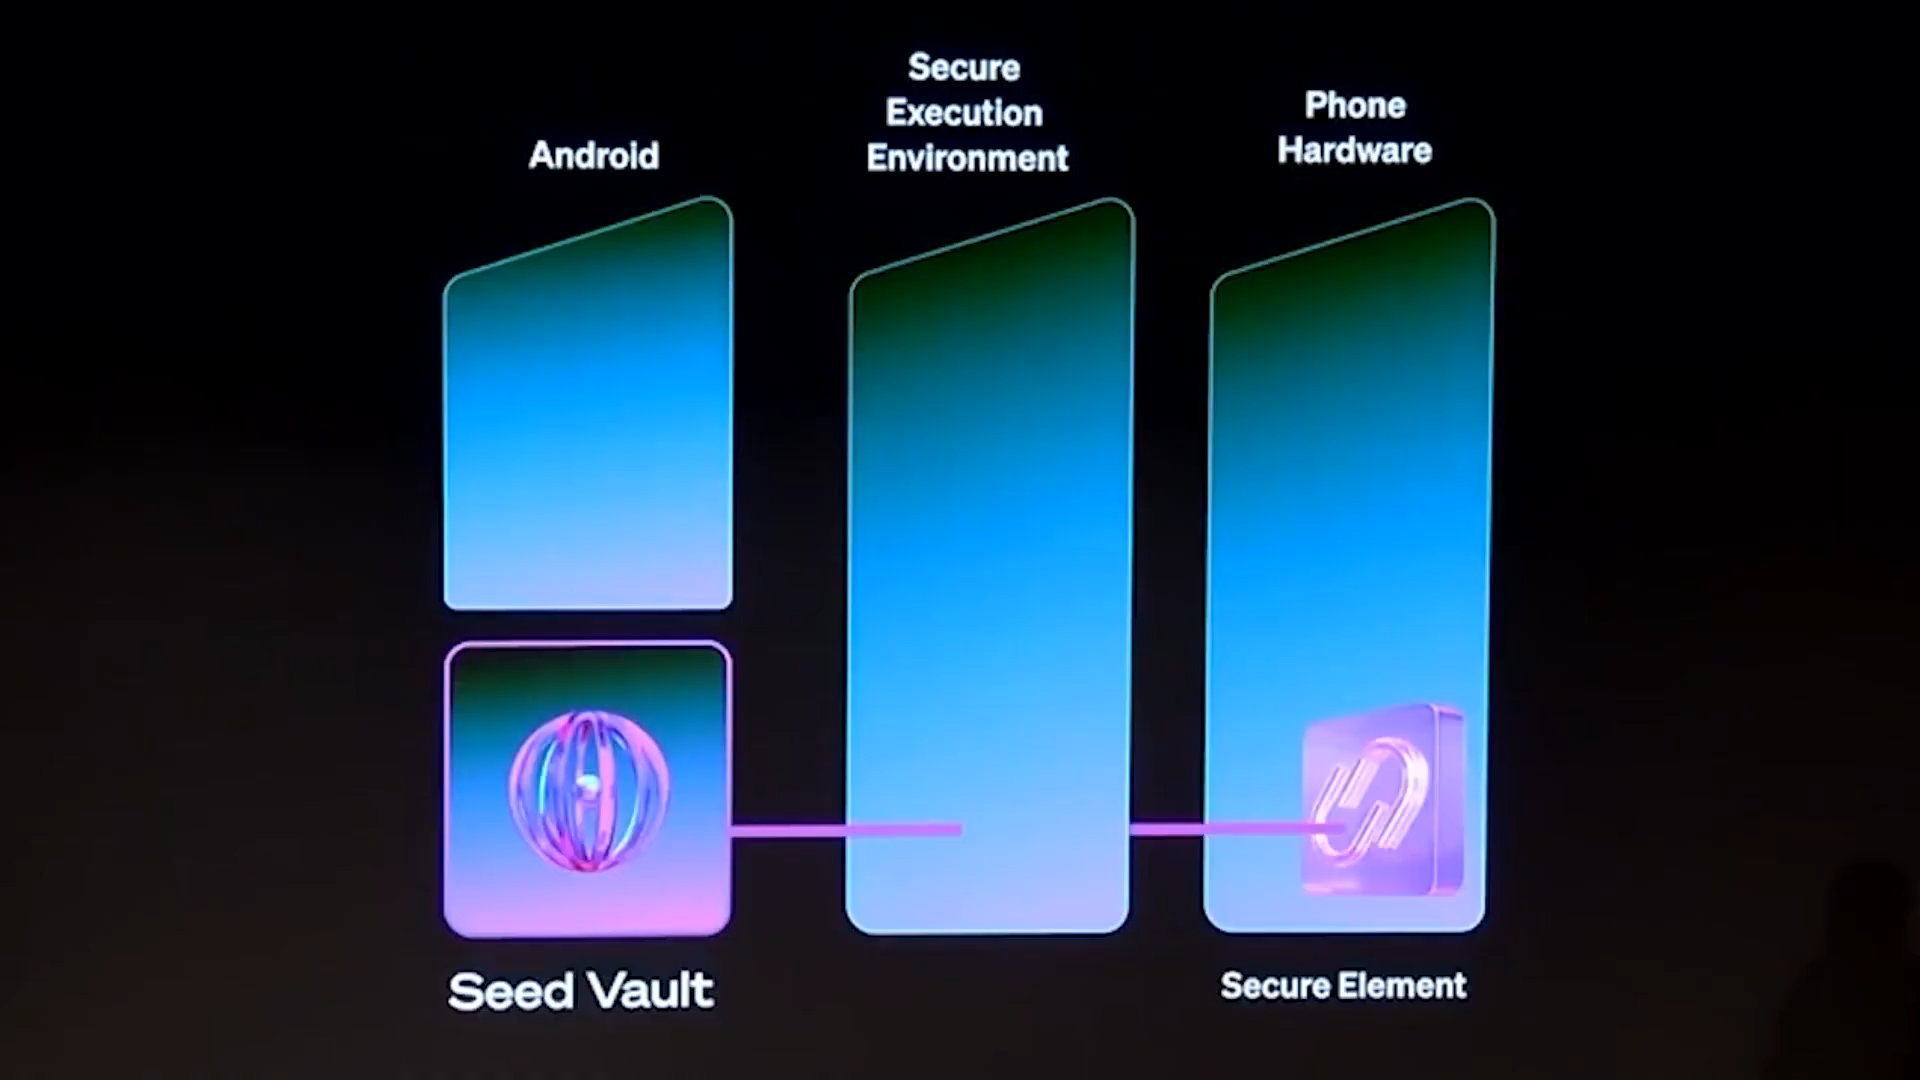 Android
Secure
Execution
Environment
Phone
Hardware
Seed Vault
Secure Element